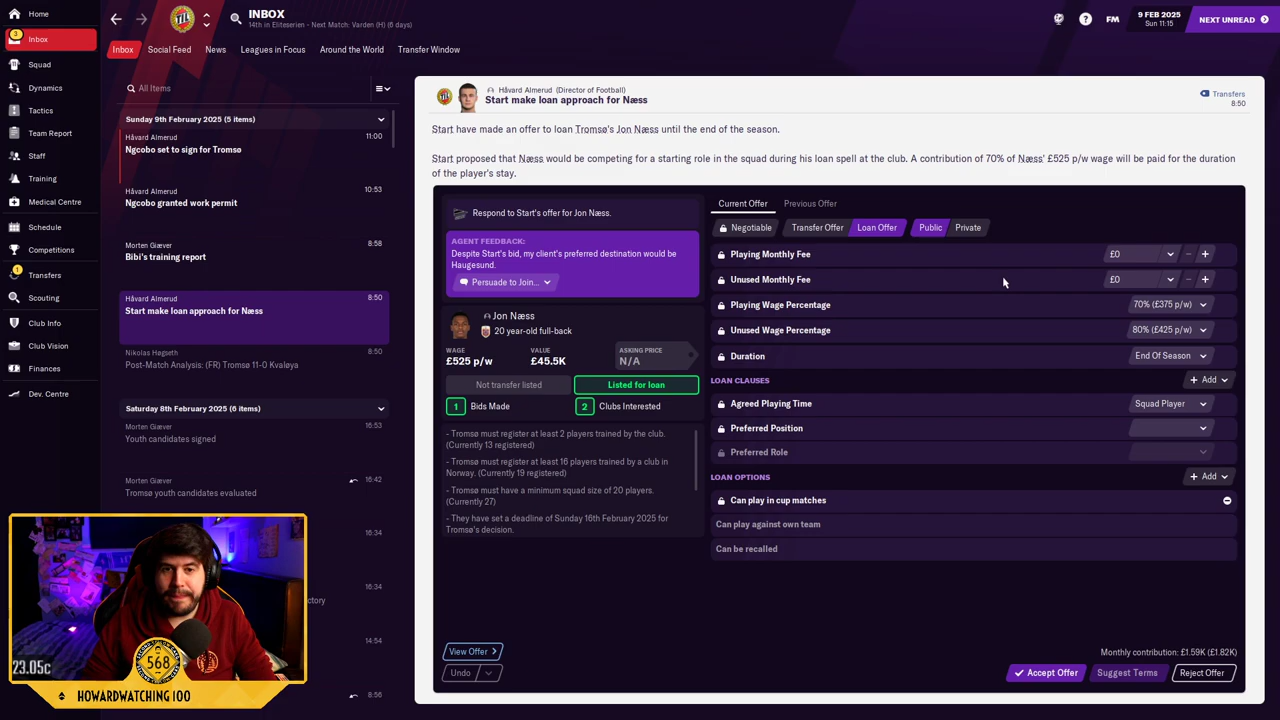 Home
3
Inbox
Squad
Dynamics
Tactics
Team Report
Staff
Training
Medical Centre
Schedule
Competitions
1
Transfers
Scouting
Club Info
Club Vision
Finances
Dev. Centre
TIL
INBOX
14th in Eliteserien - Next Match: Varden (H) (6 days)
?
FM
9 FEB 2025
Sun 11:15
NEXT UNREAD
Inbox
Social Feed
News
Leagues in Focus
Around the World
Transfer Window
All Items
Sunday 9th February 2025 (5 items)
Håvard Almerud
11:00
Ngcobo set to sign for Tromsø
Håvard Almerud
10:53
Ngcobo granted work permit
Morten Giæver
8:58
Bibi's training report
Håvard Almerud
8:50
Start make loan approach for Næss
Nikolas Høgseth
8:50
Post-Match Analysis: (FR) Tromsø 11-0 Kvaløya
Saturday 8th February 2025 (6 items)
Morten Giæver
16:53
Youth candidates signed
Morten Giæver
16:42
Tromsø youth candidates evaluated
16:34
16:34
ctory
14:54
8:56
Håvard Almerud (Director of Football)
Start make loan approach for Næss
Transfers
8:50
Start have made an offer to loan Tromsø's Jon Næss until the end of the season.
Start proposed that Næss would be competing for a starting role in the squad during his loan spell at the club. A contribution of 70% of Næss' £525 p/w wage will be paid for the duration
of the player's stay.
Respond to Start's offer for Jon Næss.
AGENT FEEDBACK:
Despite Start's bid, my client's preferred destination would be
Haugesund.
Persuade to Join...
Jon Næss
20 year-old full-back
WAGE
£525 p/w
VALUE
£45.5K
ASKING PRICE
N/A
Not transfer listed
Listed for loan
1 Bids Made
2 Clubs Interested
- Tromsø must register at least 2 players trained by the club.
(Currently 13 registered)
- Tromsø must register at least 16 players trained by a club in
Norway. (Currently 19 registered)
- Tromsø must have a minimum squad size of 20 players.
(Currently 27)
- They have set a deadline of Sunday 16th February 2025 for
Tromsø's decision.
Current Offer
Previous Offer
Negotiable
Transfer Offer
Loan Offer
Public
Private
Playing Monthly Fee
£0
Unused Monthly Fee
£0
Playing Wage Percentage
70% (£375 p/w)
Unused Wage Percentage
80% (£425 p/w)
Duration
End Of Season
LOAN CLAUSES
Add
Agreed Playing Time
Squad Player
Preferred Position
Preferred Role
LOAN OPTIONS
Add
Can play in cup matches
Can play against own team
Can be recalled
View Offer
Undo
Monthly contribution: £1.59K (£1.82K)
Accept Offer
Suggest Terms
Reject Offer
23.05c
568
HOWARDWATCHING 100